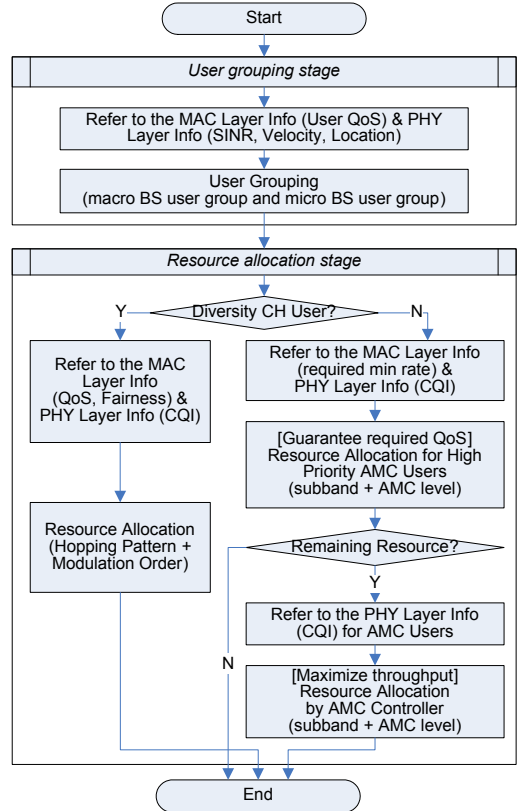 Start
User grouping stage
Refer to the MAC Layer Info (User QoS) & PHY
Layer Info (SINR, Velocity, Location)
User Grouping
(macro BS user group and micro BS user group)
Resource allocation stage
Diversity CH User?
Y
N
Refer to the MAC
Layer Info
(QoS, Fairness) &
PHY Layer Info (CQI)
Resource Allocation
(Hopping Pattern +
Modulation Order)
Refer to the MAC Layer Info
(required min rate) &
PHY Layer Info (CQI)
[Guarantee required QoS]
Resource Allocation for High
Priority AMC Users
(subband + AMC level)
Remaining Resource?
Y
N
Refer to the PHY Layer Info
(CQI) for AMC Users
[Maximize throughput]
Resource Allocation
by AMC Controller
(subband + AMC level)
End